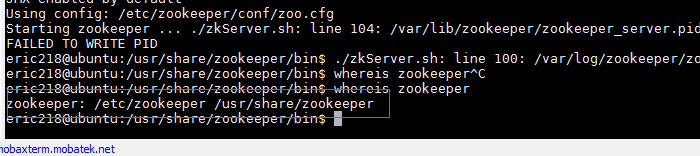 JMX enabled by default
Using config: /etc/zookeeper/conf/zoo.cfg
Starting zookeeper ... ./zkServer.sh: line 104: /var/lib/zookeeper/zookeeper_server.pid
FAILED TO WRITE PID
eric218@ubuntu:/usr/share/zookeeper/bin$ ./zkServer.sh: line 100: /var/log/zookeeper/zo
eric218@ubuntu:/usr/share/zookeeper/bin$ whereis zookeeper^C
eric218@ubuntu:/usr/share/zookeeper/bin$ whereis zookeeper
zookeeper: /etc/zookeeper /usr/share/zookeeper
eric218@ubuntu:/usr/share/zookeeper/bin$
mobaxterm.mobatek.net